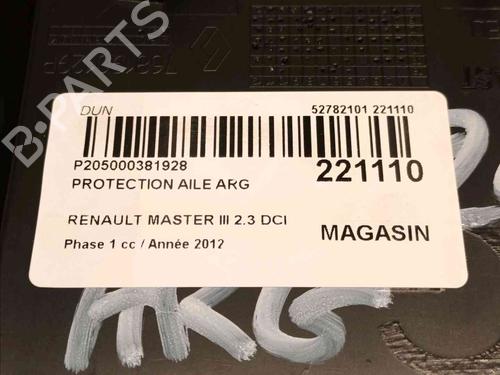 DUN
52782101 221110
P205000381928
221110
PROTECTION AILE ARG
RENAULT MASTER III 2.3 DCI
MAGASIN
Phase 1 cc / Année 2012
B-PARTS
ARG